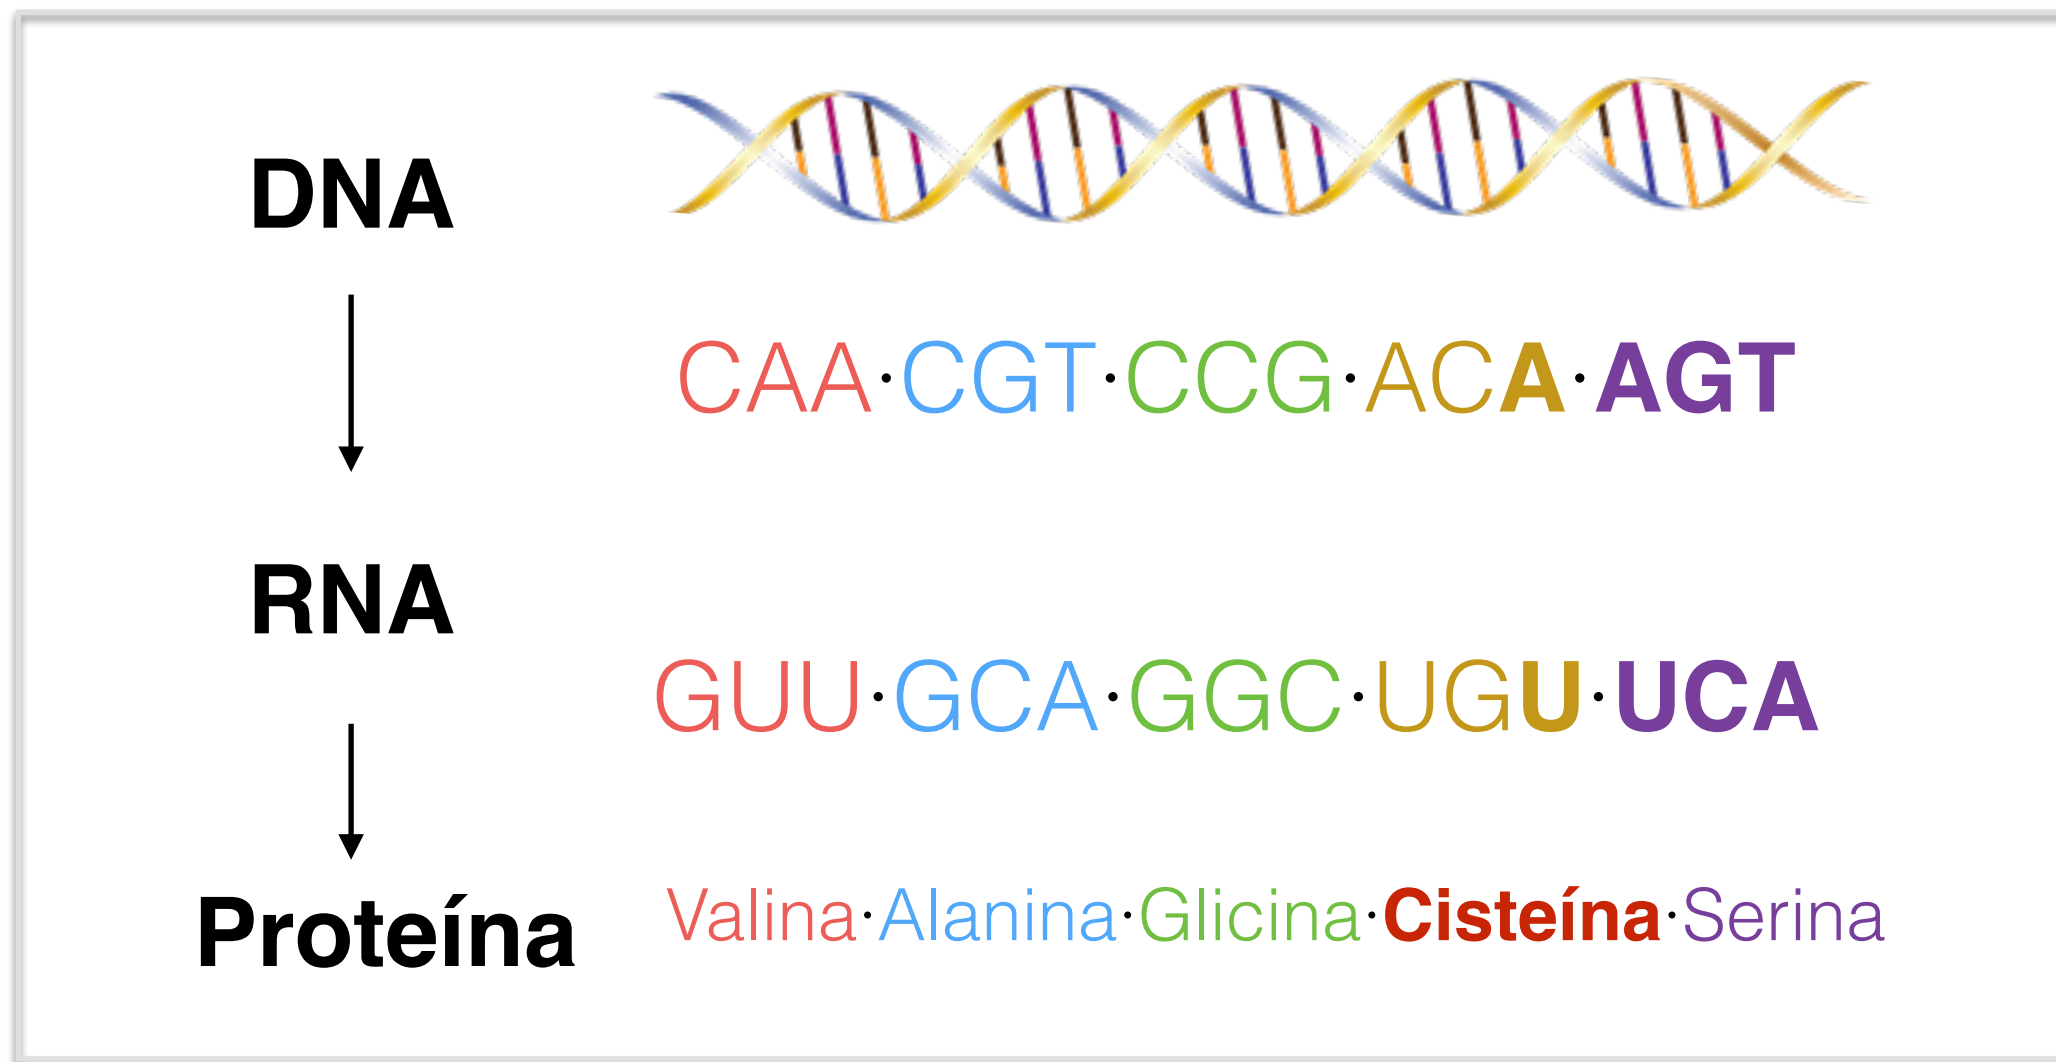 DNA
CAA·CGT·CCG·ACA·AGT
RNA
GUU·GCA·GGC·UGU·UCA
Proteína
Valina·Alanina·Glicina·Cisteína·Serina